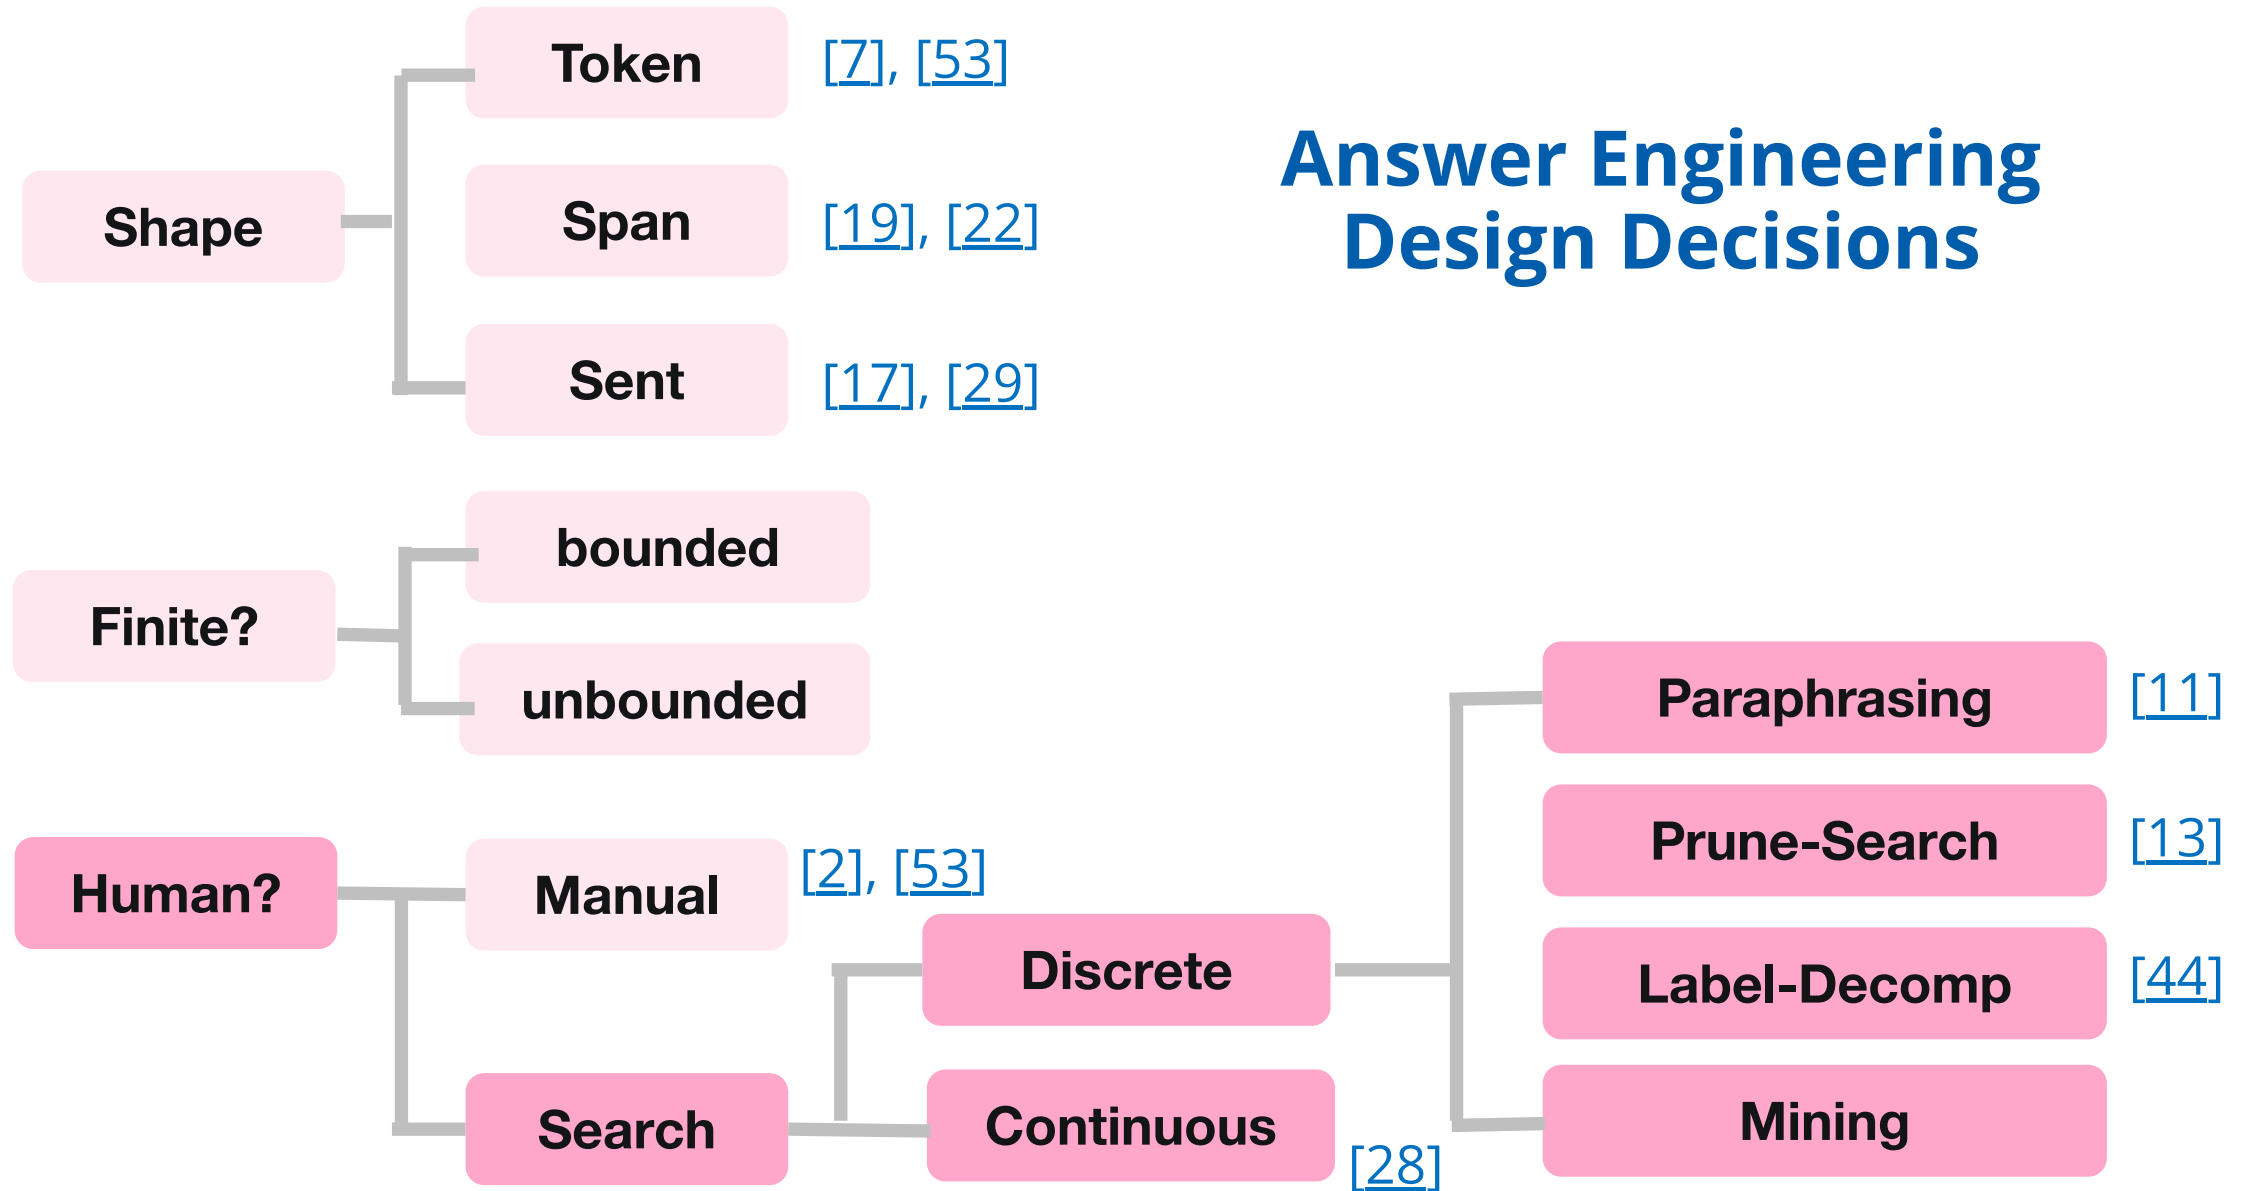 Token [7], [53]
Answer Engineering
Design Decisions
Shape
Span [19], [22]
Sent [17], [29]
bounded
Finite?
unbounded
Paraphrasing [11]
Prune-Search [13]
Human?
Manual [2], [53]
Discrete
Label-Decomp [44]
Search
Continuous [28]
Mining